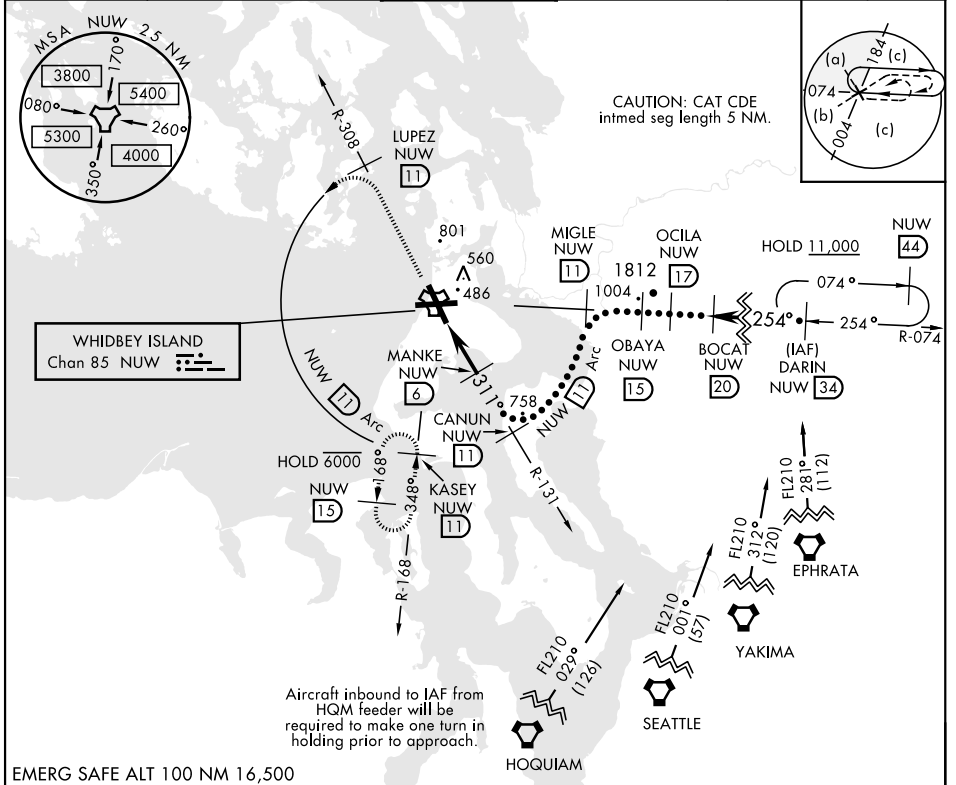 MSA NUW 25 NM
170°
3800
5400
080°
260°
5300
4000
350°
R-308
LUPEZ
NUW
11
CAUTION: CAT CDE
intmed seg length 5 NM.
(a)
184
(c)
074
(b)
004
(c)
801
560
486
MIGLE
NUW
11
1812
1004
OCILA
NUW
17
HOLD 11,000
NUW
44
074°
254°
254°
R-074
OBAYA
NUW
15
BOCAT
NUW
20
(IAF)
DARIN
NUW 34
WHIDBEY ISLAND
Chan 85 NUW
MANKE
NUW
6
311°
758
NUW 11 Arc
NUW 11 Arc
CANUN
NUW
11
R-131
HOLD 6000
168°
348°
NUW
15
KASEY
NUW
11
R-168
FL210
281°
(112)
EPHRATA
FL210
312°
(120)
YAKIMA
FL210
001°
(57)
SEATTLE
FL210
029°
(126)
HOQUIAM
Aircraft inbound to IAF from
HQM feeder will be
required to make one turn in
holding prior to approach.
EMERG SAFE ALT 100 NM 16,500